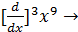 [d/dx]³x⁹ →